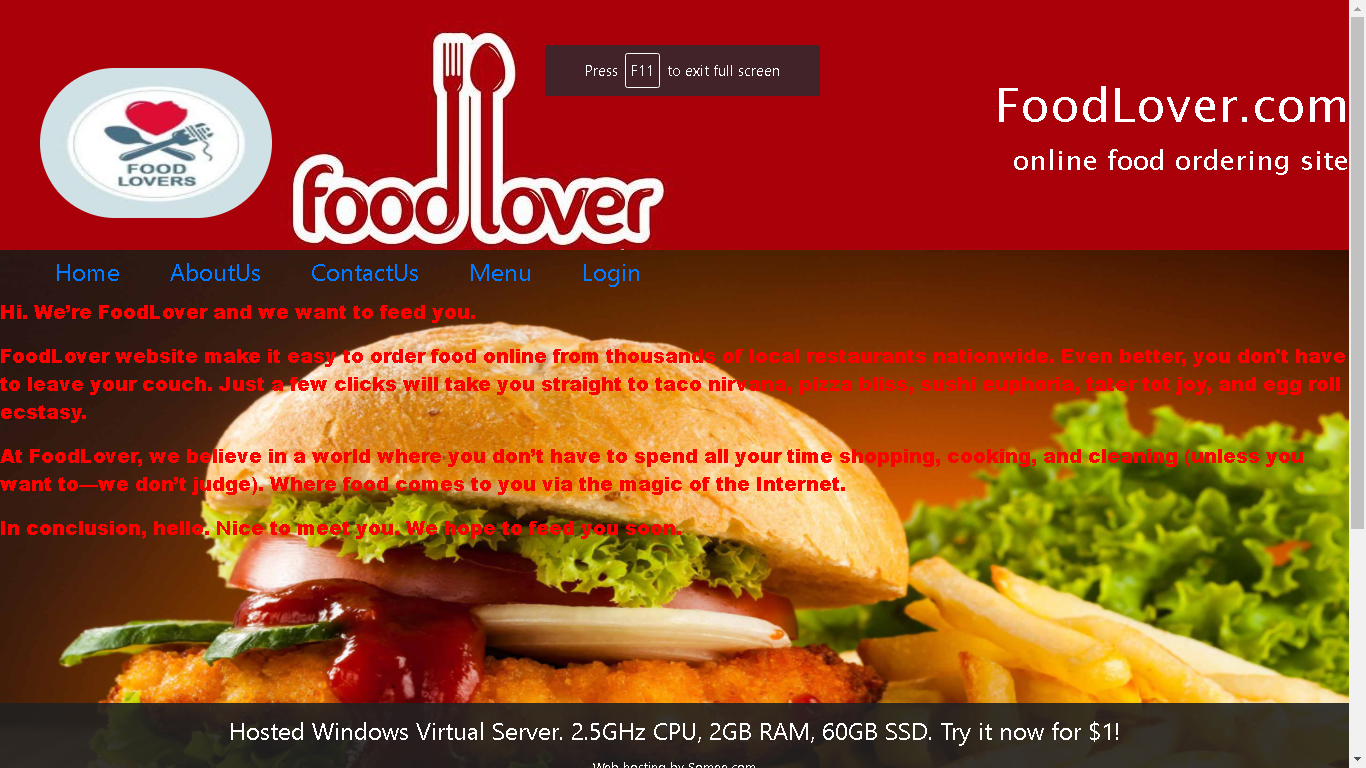 Press F11 to exit full screen
FOOD
LOVERS
food lover
FoodLover.com
online food ordering site
Home AboutUs ContactUs Menu Login
Hi. We’re FoodLover and we want to feed you.
FoodLover website make it easy to order food online from thousands of local restaurants nationwide. Even better, you don't have
to leave your couch. Just a few clicks will take you straight to taco nirvana, pizza bliss, sushi euphoria, tater tot joy, and egg roll
ecstasy.
At FoodLover, we believe in a world where you don’t have to spend all your time shopping, cooking, and cleaning (unless you
want to—we don’t judge). Where food comes to you via the magic of the Internet.
In conclusion, hello. Nice to meet you. We hope to feed you soon.
Hosted Windows Virtual Server. 2.5GHz CPU, 2GB RAM, 60GB SSD. Try it now for $1!
Web hosting by Somee.com